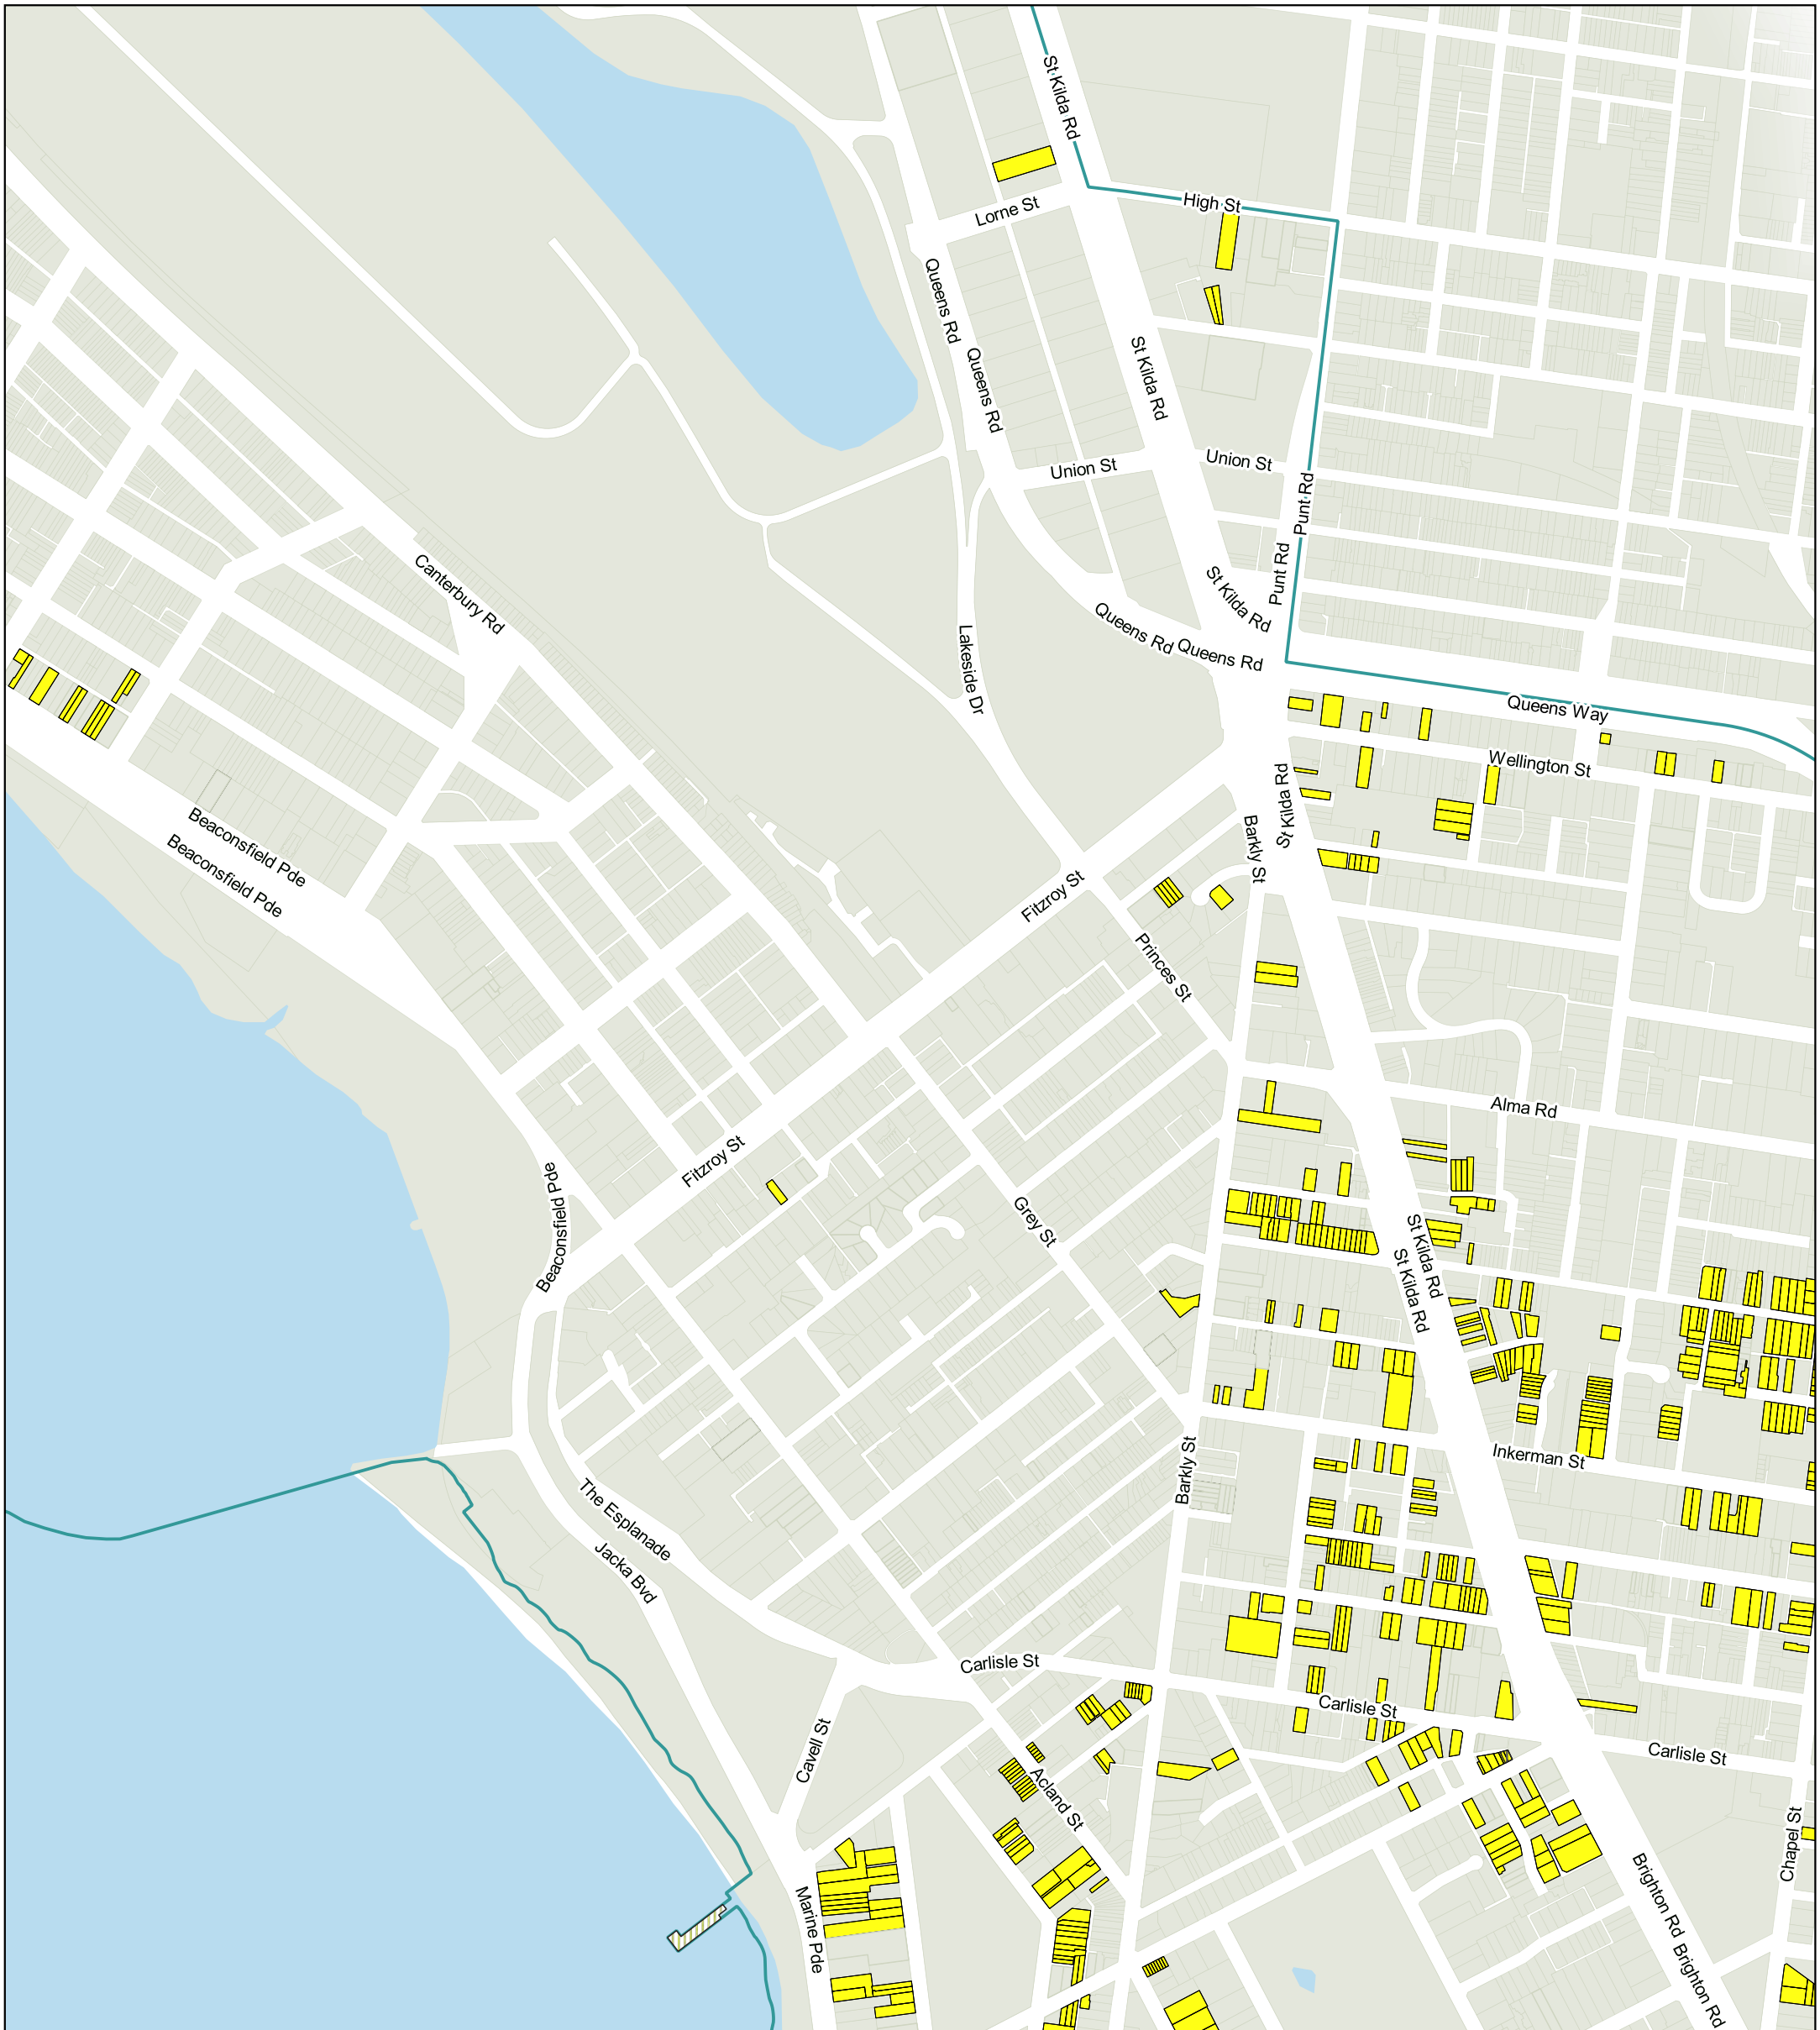 St Kilda Rd
High St
Lorne St
Queens Rd
Queens Rd
St Kilda Rd
Union St
Union St
Punt Rd
Punt Rd
Canterbury Rd
St Kilda Rd
Queens Rd
Queens Rd
Lakeside Dr
Queens Way
Wellington St
St Kilda Rd
Barkly St
Beaconsfield Pde
Beaconsfield Pde
Fitzroy St
Princes St
Alma Rd
Fitzroy St
Beaconsfield Pde
Grey St
St Kilda Rd
St Kilda Rd
Inkerman St
Barkly St
The Esplanade
Jacka Bvd
Carlisle St
Carlisle St
Carlisle St
Cavell St
Acland St
Chapel St
Marine Pde
Brighton Rd
Brighton Rd